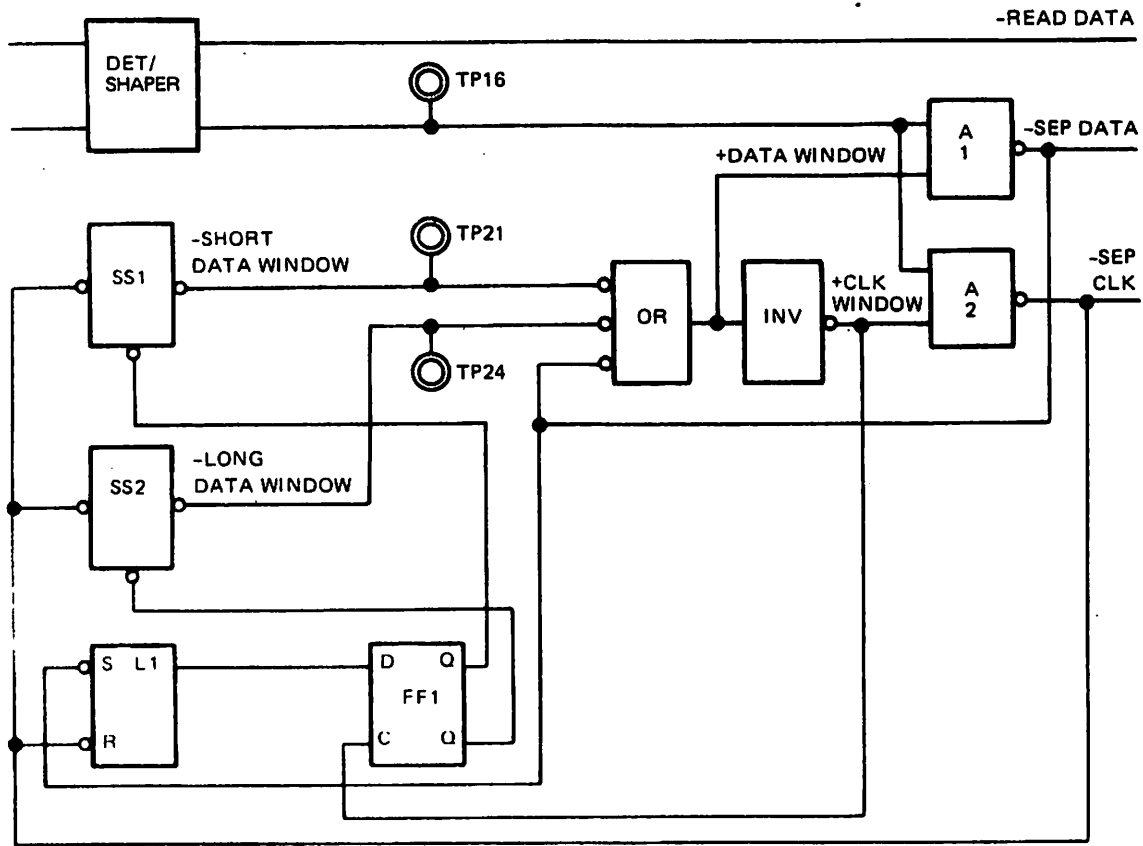 -READ DATA
DET/
SHAPER
TP16
A
1
-SEP DATA
+DATA WINDOW
-SHORT
DATA WINDOW
TP21
SS1
A
2
-SEP
CLK
+CLK
WINDOW
OR
INV
TP24
-LONG
DATA WINDOW
SS2
S L1
D Q
FF1
R
C Q